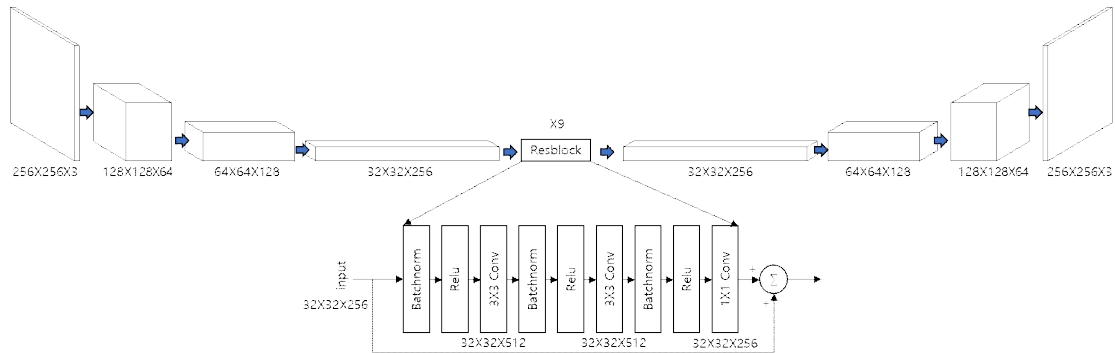 X9
Resblock
256X256X3
128X128X64
64X64X128
32X32X256
32X32X256
64X64X128
128X128X64
256X256X3
input
32X32X256
Batchnorm
Relu
3X3 Conv
Batchnorm
Relu
3X3 Conv
Batchnorm
Relu
1X1 Conv
+
Σ
+
32X32X512
32X32X512
32X32X256